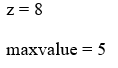 z = 8
maxvalue = 5